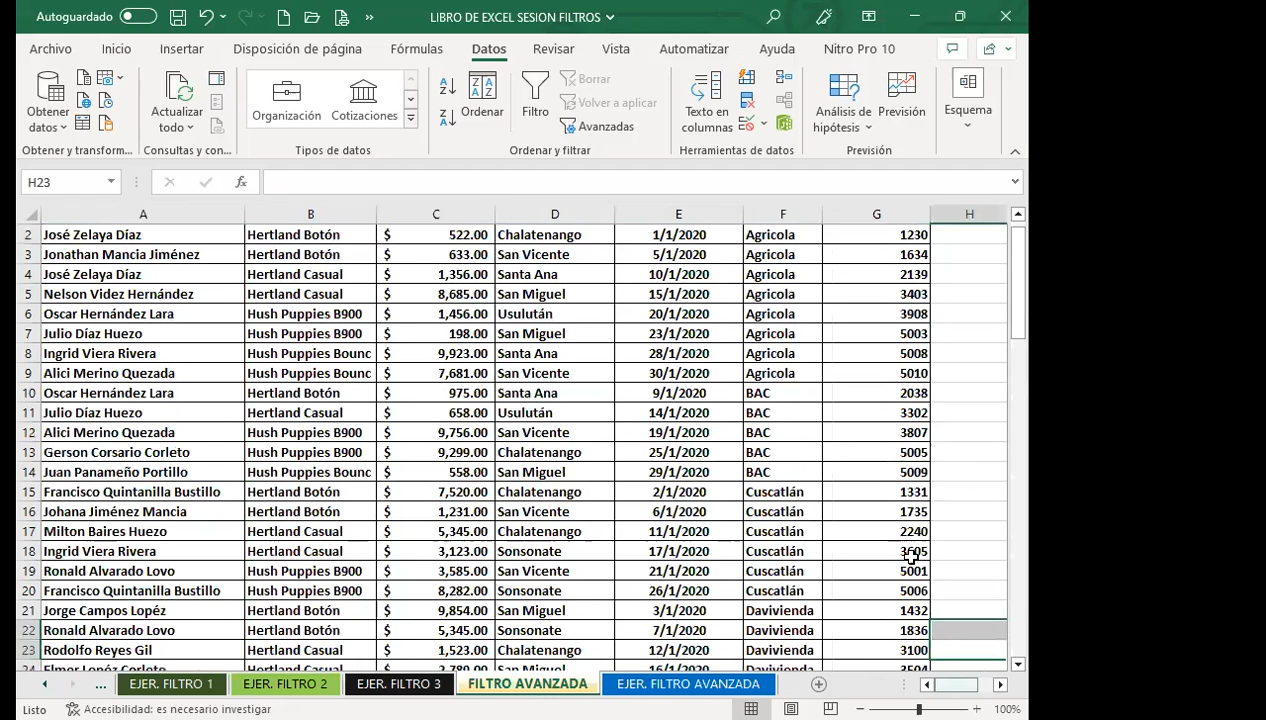 Autoguardado LIBRO DE EXCEL SESION FILTROS
Archivo Inicio Insertar Disposición de página Fórmulas Datos Revisar Vista Automatizar Ayuda Nitro Pro 10
Obtener datos
Actualizar todo
Organización Cotizaciones
Ordenar
Filtro
Borrar
Volver a aplicar
Avanzadas
Texto en columnas
Análisis de hipótesis
Previsión
Esquema
Obtener y transform... Consultas y con... Tipos de datos Ordenar y filtrar Herramientas de datos Previsión
H23 fx
A B C D E F G H
2 José Zelaya Díaz Hertland Botón $ 522.00 Chalatenango 1/1/2020 Agricola 1230
3 Jonathan Mancia Jiménez Hertland Botón $ 633.00 San Vicente 5/1/2020 Agricola 1634
4 José Zelaya Díaz Hertland Casual $ 1,356.00 Santa Ana 10/1/2020 Agricola 2139
5 Nelson Videz Hernández Hertland Casual $ 8,685.00 San Miguel 15/1/2020 Agricola 3403
6 Oscar Hernández Lara Hush Puppies B900 $ 1,456.00 Usulután 20/1/2020 Agricola 3908
7 Julio Díaz Huezo Hush Puppies B900 $ 198.00 San Miguel 23/1/2020 Agricola 5003
8 Ingrid Viera Rivera Hush Puppies Bounc $ 9,923.00 Santa Ana 28/1/2020 Agricola 5008
9 Alici Merino Quezada Hush Puppies Bounc $ 7,681.00 San Vicente 30/1/2020 Agricola 5010
10 Oscar Hernández Lara Hertland Botón $ 975.00 Santa Ana 9/1/2020 BAC 2038
11 Julio Díaz Huezo Hertland Casual $ 658.00 Usulután 14/1/2020 BAC 3302
12 Alici Merino Quezada Hush Puppies B900 $ 9,756.00 San Vicente 19/1/2020 BAC 3807
13 Gerson Corsario Corleto Hush Puppies B900 $ 9,299.00 Chalatenango 25/1/2020 BAC 5005
14 Juan Panameño Portillo Hush Puppies Bounc $ 558.00 San Miguel 29/1/2020 BAC 5009
15 Francisco Quintanilla Bustillo Hertland Botón $ 7,520.00 Chalatenango 2/1/2020 Cuscatlán 1331
16 Johana Jiménez Mancia Hertland Botón $ 1,231.00 San Vicente 6/1/2020 Cuscatlán 1735
17 Milton Baires Huezo Hertland Casual $ 5,345.00 Chalatenango 11/1/2020 Cuscatlán 2240
18 Ingrid Viera Rivera Hertland Casual $ 3,123.00 Sonsonate 17/1/2020 Cuscatlán
19 Ronald Alvarado Lovo Hush Puppies B900 $ 3,585.00 San Vicente 21/1/2020 Cuscatlán 5001
20 Francisco Quintanilla Bustillo Hush Puppies B900 $ 8,282.00 Sonsonate 26/1/2020 Cuscatlán 5006
21 Jorge Campos Lopéz Hertland Botón $ 9,854.00 San Miguel 3/1/2020 Davivienda 1432
22 Ronald Alvarado Lovo Hertland Botón $ 5,345.00 Sonsonate 7/1/2020 Davivienda 1836
23 Rodolfo Reyes Gil Hertland Casual $ 1,523.00 Chalatenango 12/1/2020 Davivienda 3100
24 Elmer Lopéz Corleto Hertland Casual $ 2,789.00 San Miguel 16/1/2020 Davivienda 3504
... EJER. FILTRO 1 EJER. FILTRO 2 EJER. FILTRO 3 FILTRO AVANZADA EJER. FILTRO AVANZADA
Listo Accesibilidad: es necesario investigar 100%